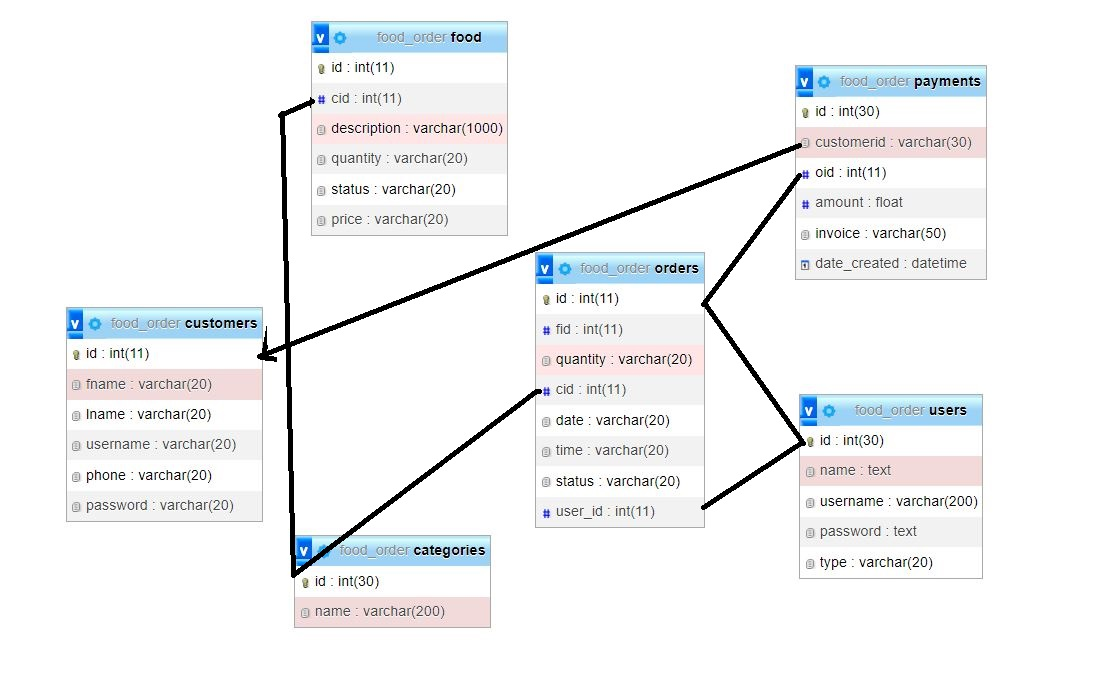 v food_order food
id : int(11)
# cid : int(11)
description : varchar(1000)
quantity : varchar(20)
status : varchar(20)
price : varchar(20)
v food_order payments
id : int(30)
customerid : varchar(30)
# oid : int(11)
# amount : float
invoice : varchar(50)
date_created : datetime
v food_order orders
id : int(11)
# fid : int(11)
quantity : varchar(20)
# cid : int(11)
date : varchar(20)
time : varchar(20)
status : varchar(20)
# user_id : int(11)
v food_order customers
id : int(11)
fname : varchar(20)
lname : varchar(20)
username : varchar(20)
phone : varchar(20)
password : varchar(20)
v food_order users
id : int(30)
name : text
username : varchar(200)
password : text
type : varchar(20)
v food_order categories
id : int(30)
name : varchar(200)